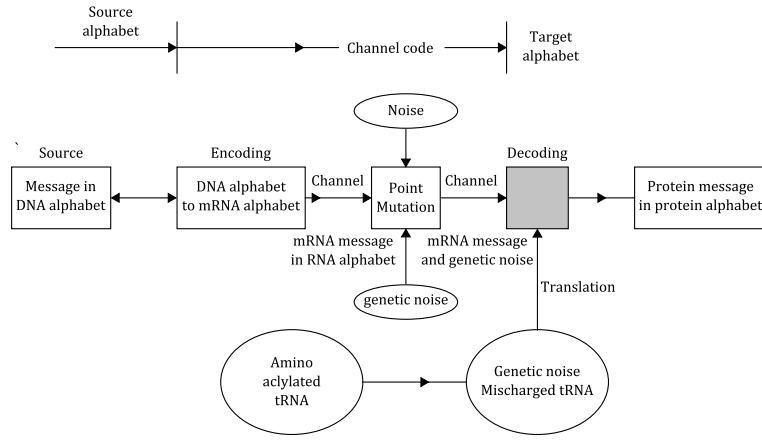 Source
alphabet
Channel code
Target
alphabet
Noise
Source
Encoding
Decoding
Message in
DNA alphabet
DNA alphabet
to mRNA alphabet
Channel
Point
Mutation
Channel
Protein message
in protein alphabet
mRNA message
in RNA alphabet
mRNA message
and genetic noise
genetic noise
Translation
Amino
aclylated
tRNA
Genetic noise
Mischarged tRNA